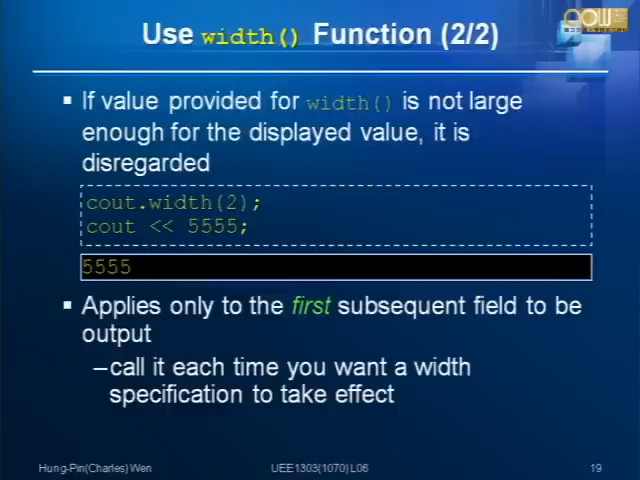 Use width() Function (2/2)
▪ If value provided for width() is not large
enough for the displayed value, it is
disregarded
cout.width(2);
cout << 5555;
5555
▪ Applies only to the first subsequent field to be
output
–call it each time you want a width
specification to take effect
Hung-Pin(Charles) Wen
UEE1303(1070) L06
19